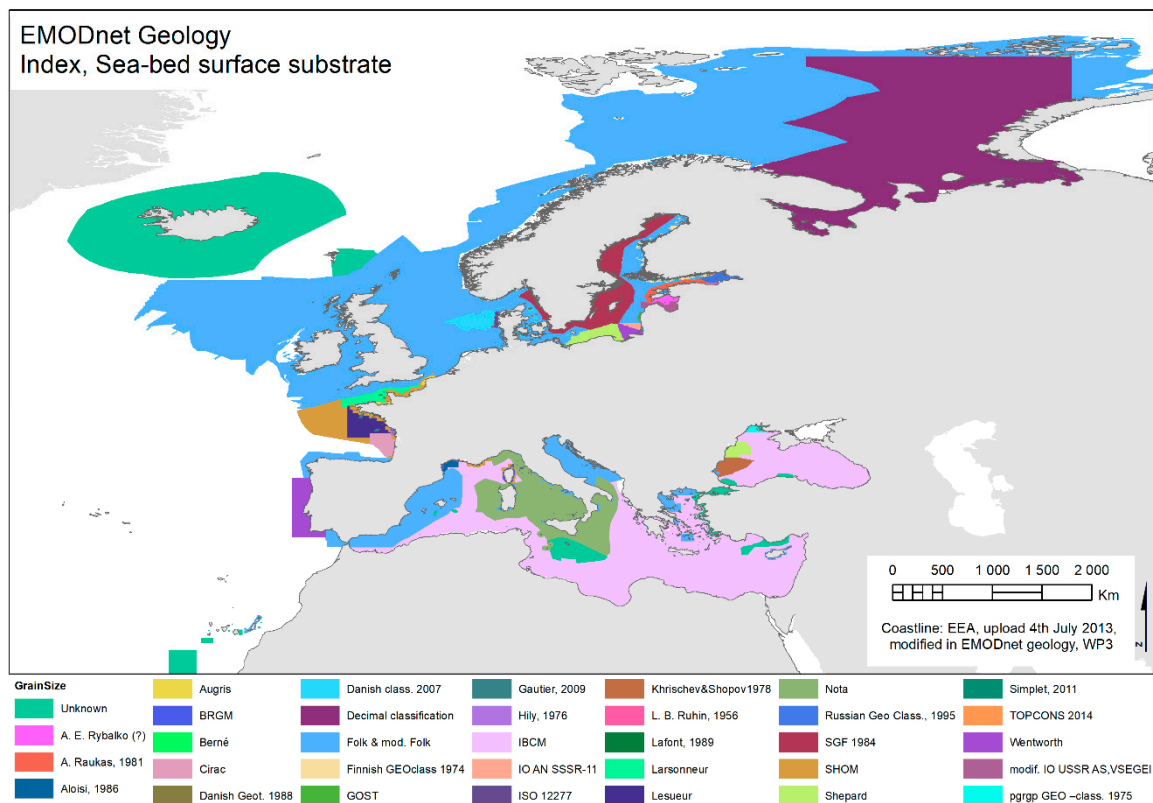 EMODnet Geology
Index, Sea-bed surface substrate
0 500 1 000 1 500 2 000
Km
Coastline: EEA, upload 4th July 2013,
modified in EMODnet geology, WP3
N
GrainSize
Unknown
A. E. Rybalko (?)
A. Raukas, 1981
Aloisi, 1986
Augris
BRGM
Berné
Cirac
Danish Geot. 1988
Danish class. 2007
Decimal classification
Folk & mod. Folk
Finnish GEOclass 1974
GOST
Gautier, 2009
Hily, 1976
IBCM
IO AN SSSR-11
ISO 12277
Khrischev&Shopov1978
L. B. Ruhin, 1956
Lafont, 1989
Larsonneur
Lesueur
Nota
Russian Geo Class., 1995
SGF 1984
SHOM
Shepard
Simplet, 2011
TOPCONS 2014
Wentworth
modif. IO USSR AS,VSEGEI
pgrgp GEO –class. 1975